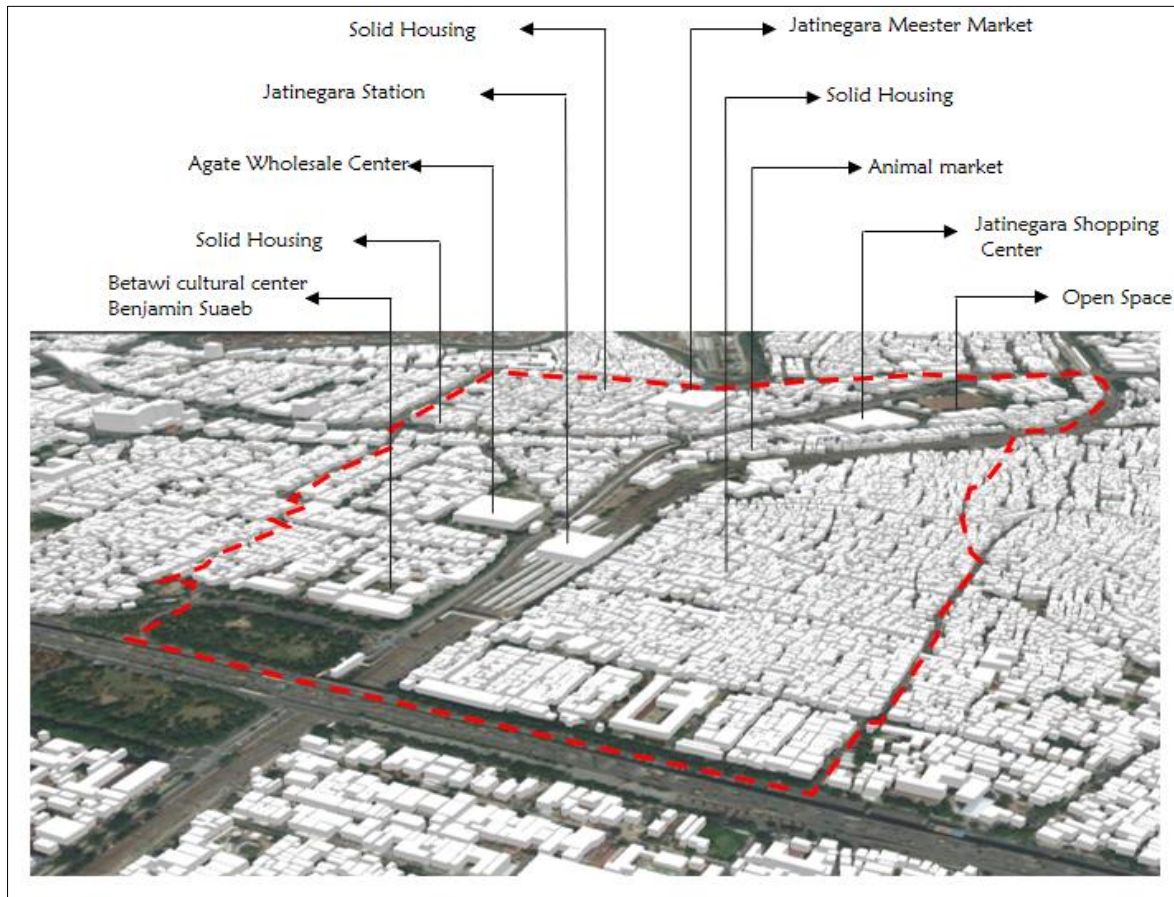 Solid Housing
Jatinegara Meester Market
Jatinegara Station
Solid Housing
Agate Wholesale Center
Animal market
Solid Housing
Jatinegara Shopping
Center
Betawi cultural center
Benjamin Suaeb
Open Space